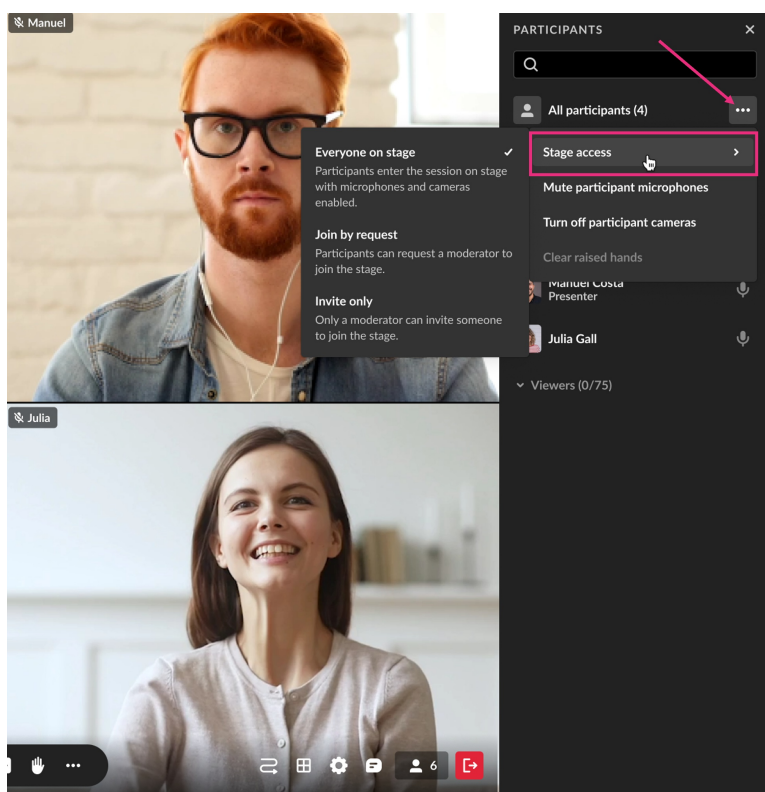 Manuel
PARTICIPANTS
All participants (4)
Everyone on stage
Participants enter the session on stage
with microphones and cameras
enabled.
Join by request
Participants can request a moderator to
join the stage.
Invite only
Only a moderator can invite someone
to join the stage.
Stage access
Mute participant microphones
Turn off participant cameras
Clear raised hands
Manuel Costa
Presenter
Julia Gall
Viewers (0/75)
Julia
6